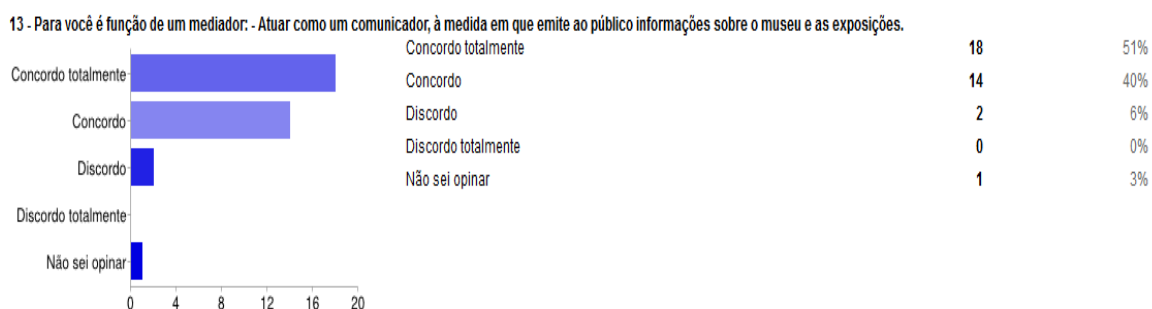 13 - Para você é função de um mediador: - Atuar como um comunicador, à medida em que emite ao público informações sobre o museu e as exposições.
Concordo totalmente
Concordo
Discordo
Discordo totalmente
Não sei opinar
0 4 8 12 16 20
Concordo totalmente 18 51%
Concordo 14 40%
Discordo 2 6%
Discordo totalmente 0 0%
Não sei opinar 1 3%